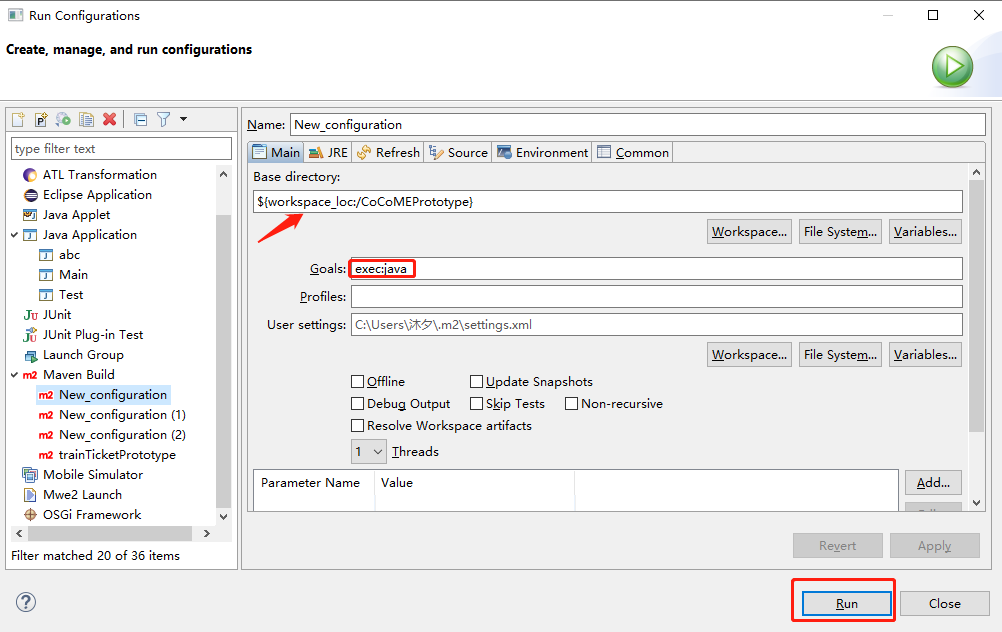 Run Configurations
Create, manage, and run configurations
type filter text
ATL Transformation
Eclipse Application
Java Applet
Java Application
abc
Main
Test
JUnit
JUnit Plug-in Test
Launch Group
Maven Build
New_configuration
New_configuration (1)
New_configuration (2)
trainTicketPrototype
Mobile Simulator
Mwe2 Launch
OSGi Framework
Filter matched 20 of 36 items
Name: New_configuration
Main JRE Refresh Source Environment Common
Base directory:
${workspace_loc:/CoCoMEPrototype}
Workspace... File System... Variables...
Goals: exec:java
Profiles:
User settings: C:\Users\沐夕\.m2\settings.xml
Workspace... File System... Variables...
Offline Update Snapshots
Debug Output Skip Tests Non-recursive
Resolve Workspace artifacts
1 Threads
Parameter Name Value
Add...
Revert Apply
Run Close